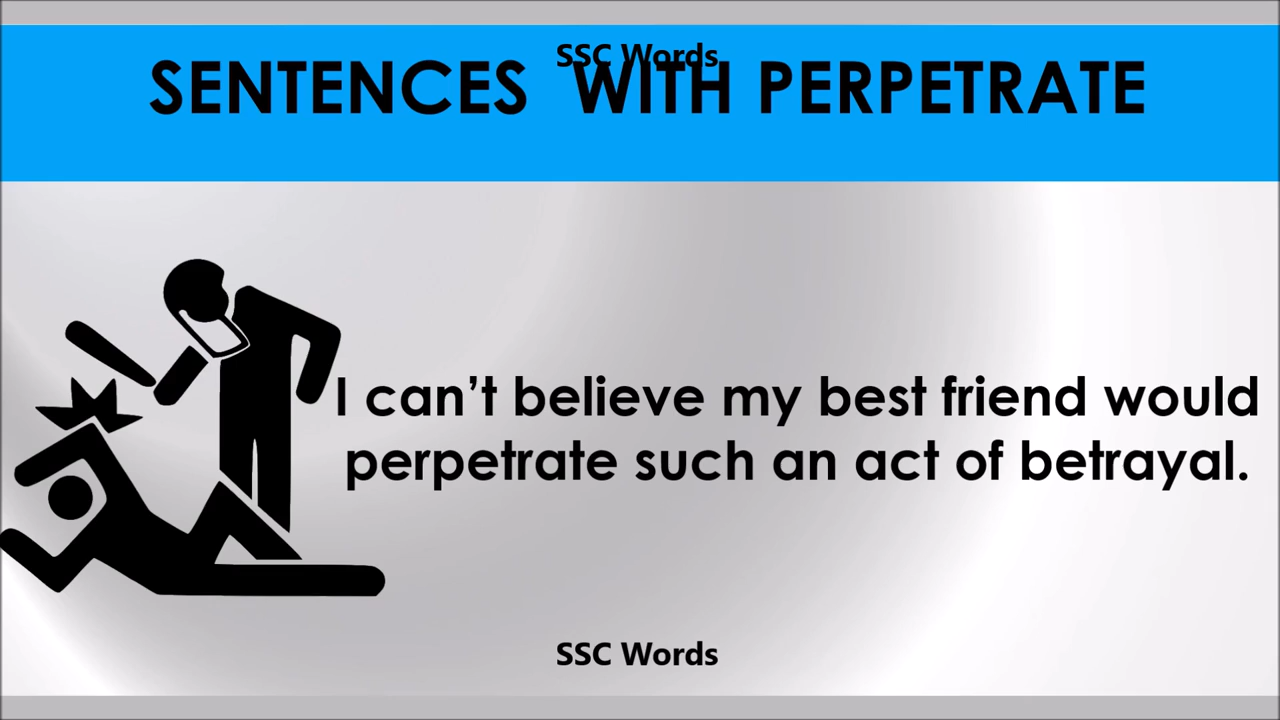 SSC Words
SENTENCES WITH PERPETRATE
I can’t believe my best friend would
perpetrate such an act of betrayal.
SSC Words